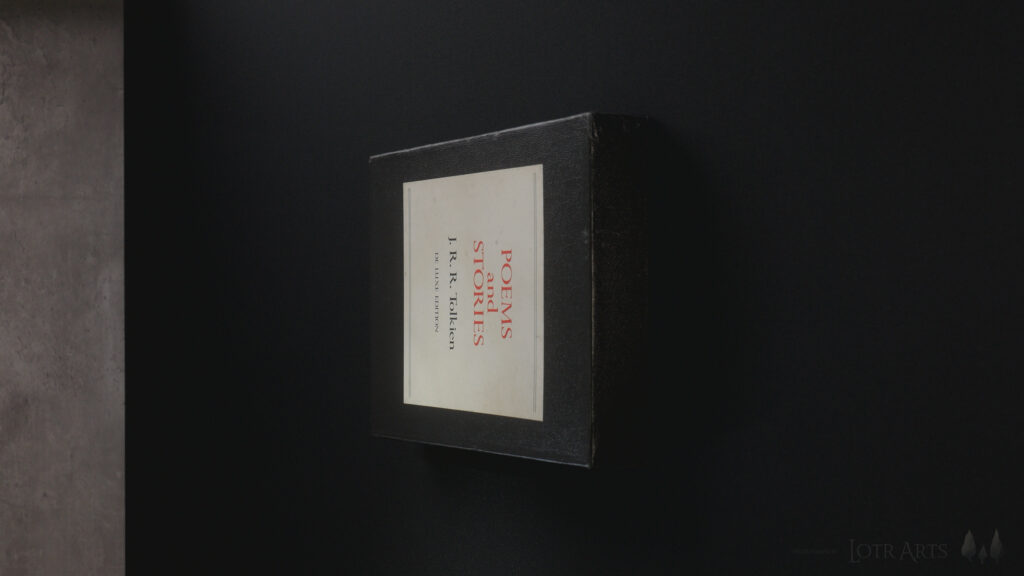 POEMS
and
STORIES
J. R. R. Tolkien
DE LUXE EDITION
LOTR ARTS